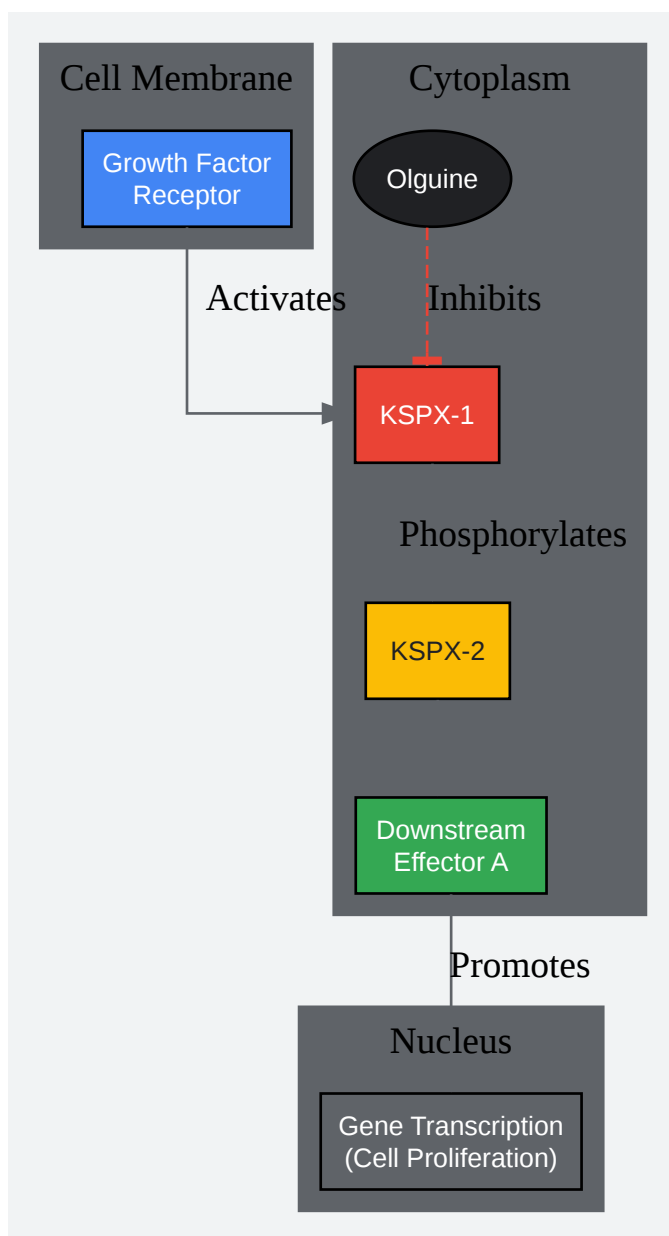 Cell Membrane
Cytoplasm
Growth Factor
Receptor
Olguine
Activates
Inhibits
KSPX-1
Phosphorylates
KSPX-2
Downstream
Effector A
Promotes
Nucleus
Gene Transcription
(Cell Proliferation)